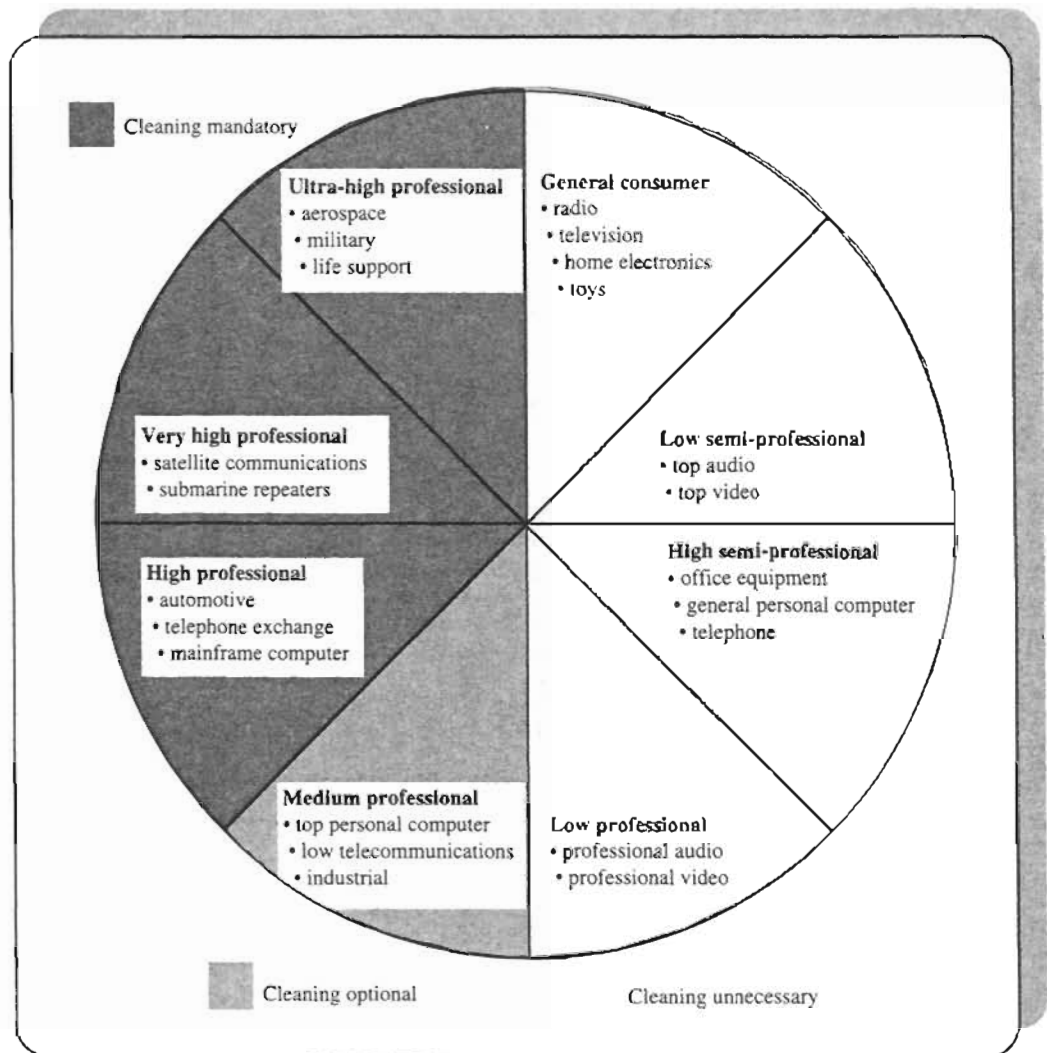 Cleaning mandatory
Ultra-high professional
• aerospace
• military
• life support
General consumer
• radio
• television
• home electronics
• toys
Very high professional
• satellite communications
• submarine repeaters
Low semi-professional
• top audio
• top video
High professional
• automotive
• telephone exchange
• mainframe computer
High semi-professional
• office equipment
• general personal computer
• telephone
Medium professional
• top personal computer
• low telecommunications
• industrial
Low professional
• professional audio
• professional video
Cleaning optional
Cleaning unnecessary